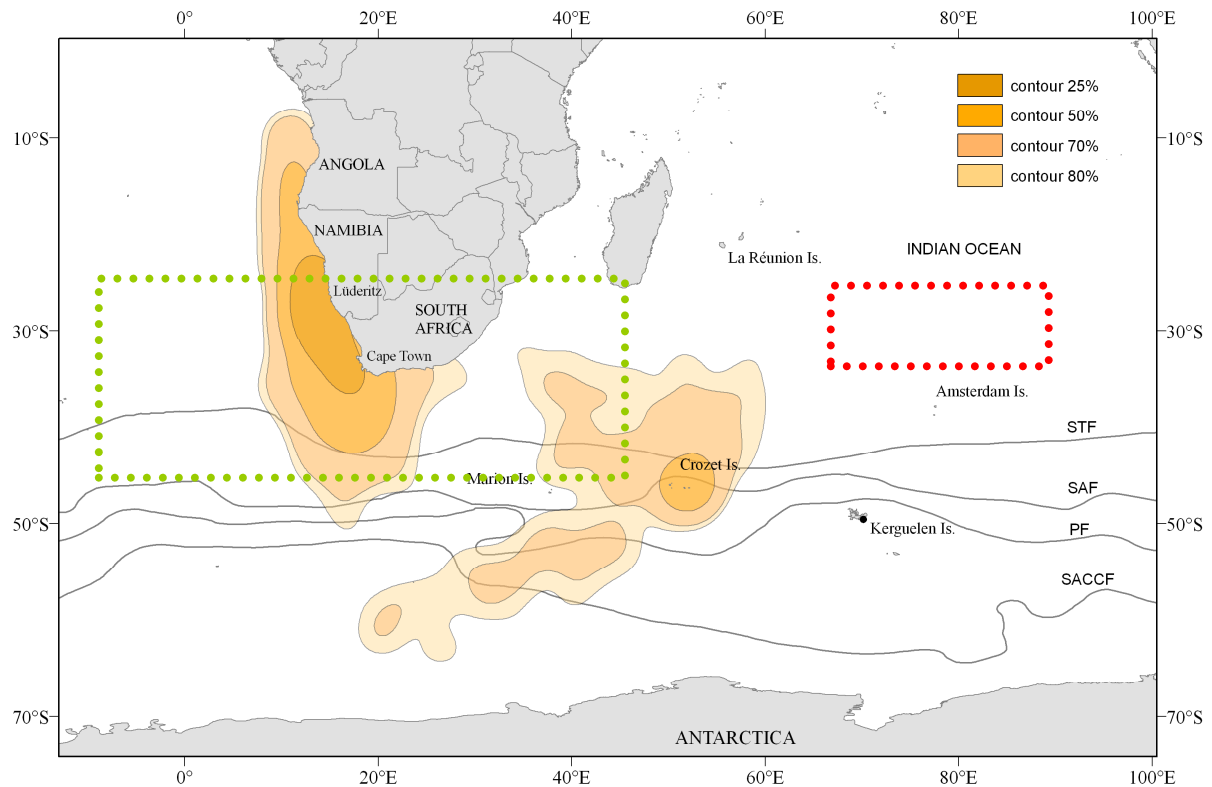 0° 20°E 40°E 60°E 80°E 100°E
contour 25%
contour 50%
contour 70%
contour 80%
10°S 10°S
ANGOLA
NAMIBIA
La Réunion Is.
INDIAN OCEAN
Lüderitz
SOUTH
AFRICA
30°S 30°S
Cape Town
Amsterdam Is.
STF
Crozet Is.
Marion Is.
SAF
50°S 50°S
Kerguelen Is.
PF
SACCF
70°S 70°S
ANTARCTICA
0° 20°E 40°E 60°E 80°E 100°E